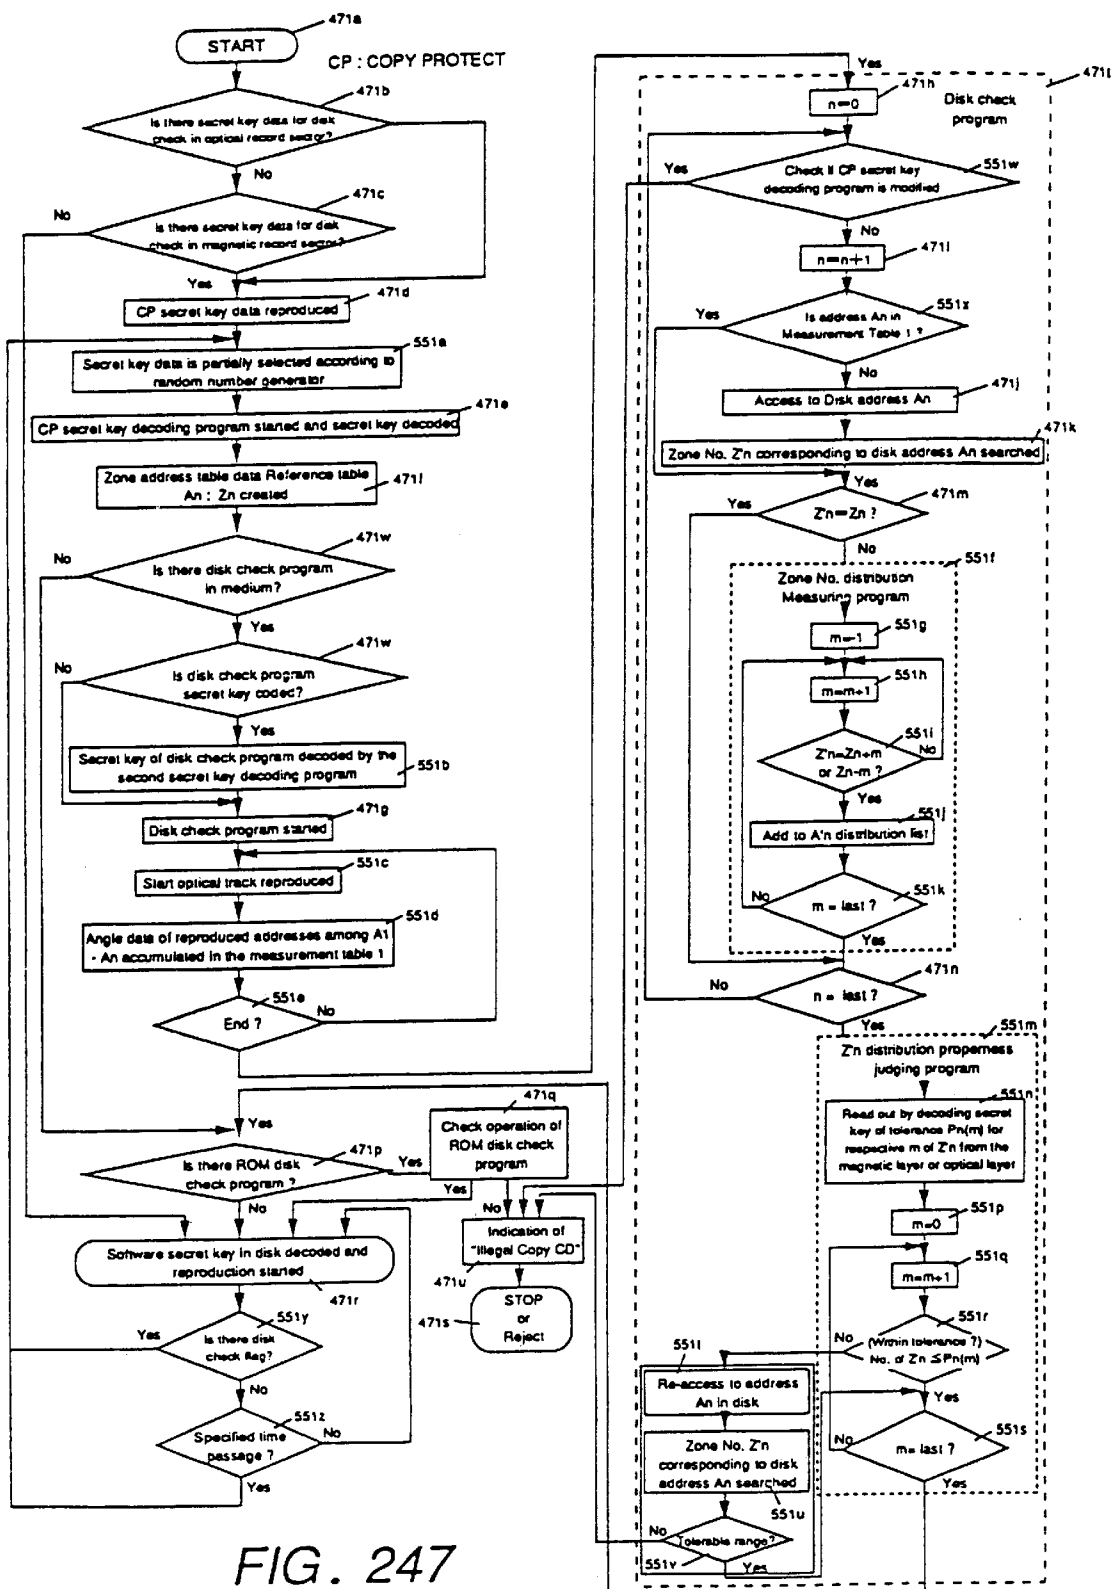 471a
START
CP : COPY PROTECT
471b
Is there secret key data for disk
check in optical record sector?
No
471c
No
Is there secret key data for disk
check in magnetic record sector?
Yes
471d
CP secret key data reproduced
551a
Secret key data is partially selected according to
random number generator
471e
CP secret key decoding program started and secret key decoded
Zone address table data Reference table
An : Zn created
471f
471w
No
Is there disk check program
in medium?
Yes
471w
No
Is disk check program
secret key coded?
Yes
Secret key of disk check program decoded by the
second secret key decoding program
551b
471g
Disk check program started
551c
Start optical track reproduced
551d
Angle data of reproduced addresses among A1
- An accumulated in the measurement table 1
551e
End ?
No
Yes
471p
Is there ROM disk
check program ?
Yes
No
471q
Check operation of
ROM disk check
program
Yes
No
Software secret key in disk decoded and
reproduction started
471r
Indication of
"Illegal Copy CD"
471u
STOP
or
Reject
471s
551y
Yes
Is there disk
check flag?
No
551z
Specified time
passage ?
No
Yes
Yes
471t
471h
n=0
Disk check
program
551w
Yes
Check if CP secret key
decoding program is modified
No
471i
n=n+1
551x
Yes
Is address An in
Measurement Table 1 ?
No
471j
Access to Disk address An
471k
Zone No. Z'n corresponding to disk address An searched
Yes
471m
Yes
Z'n=Zn ?
No
551f
Zone No. distribution
Measuring program
551g
m=-1
551h
m=m+1
551i
Z'n=Zn+m
or Zn-m ?
No
Yes
551j
Add to A'n distribution list
551k
No
m = last ?
Yes
471n
No
n = last ?
Yes
551m
Z'n distribution properness
judging program
551n
Read out by decoding secret
key of tolerance Pn(m) for
respective m of Z'n from the
magnetic layer or optical layer
551p
m=0
551q
m=m+1
551r
No
(Within tolerance ?)
No. of Z'n ≦Pn(m)
Yes
551s
No
m= last ?
Yes
551t
Re-access to address
An in disk
Zone No. Z'n
corresponding to disk
address An searched
551u
No
Tolerable range?
551v
Yes
FIG. 247